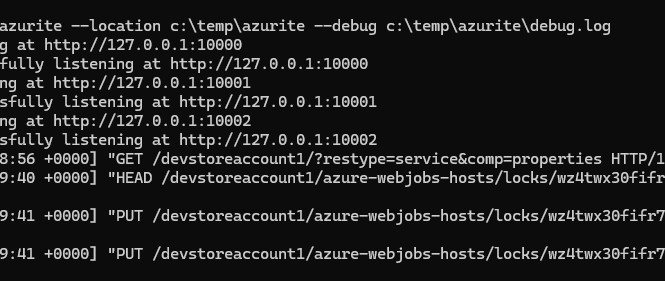 azurite --location c:\temp\azurite --debug c:\temp\azurite\debug.log
g at http://127.0.0.1:10000
fully listening at http://127.0.0.1:10000
ng at http://127.0.0.1:10001
sfully listening at http://127.0.0.1:10001
ng at http://127.0.0.1:10002
sfully listening at http://127.0.0.1:10002
8:56 +0000] "GET /devstoreaccount1/?restype=service&comp=properties HTTP/1
9:40 +0000] "HEAD /devstoreaccount1/azure-webjobs-hosts/locks/wz4twx30fifr
9:41 +0000] "PUT /devstoreaccount1/azure-webjobs-hosts/locks/wz4twx30fifr7
9:41 +0000] "PUT /devstoreaccount1/azure-webjobs-hosts/locks/wz4twx30fifr7